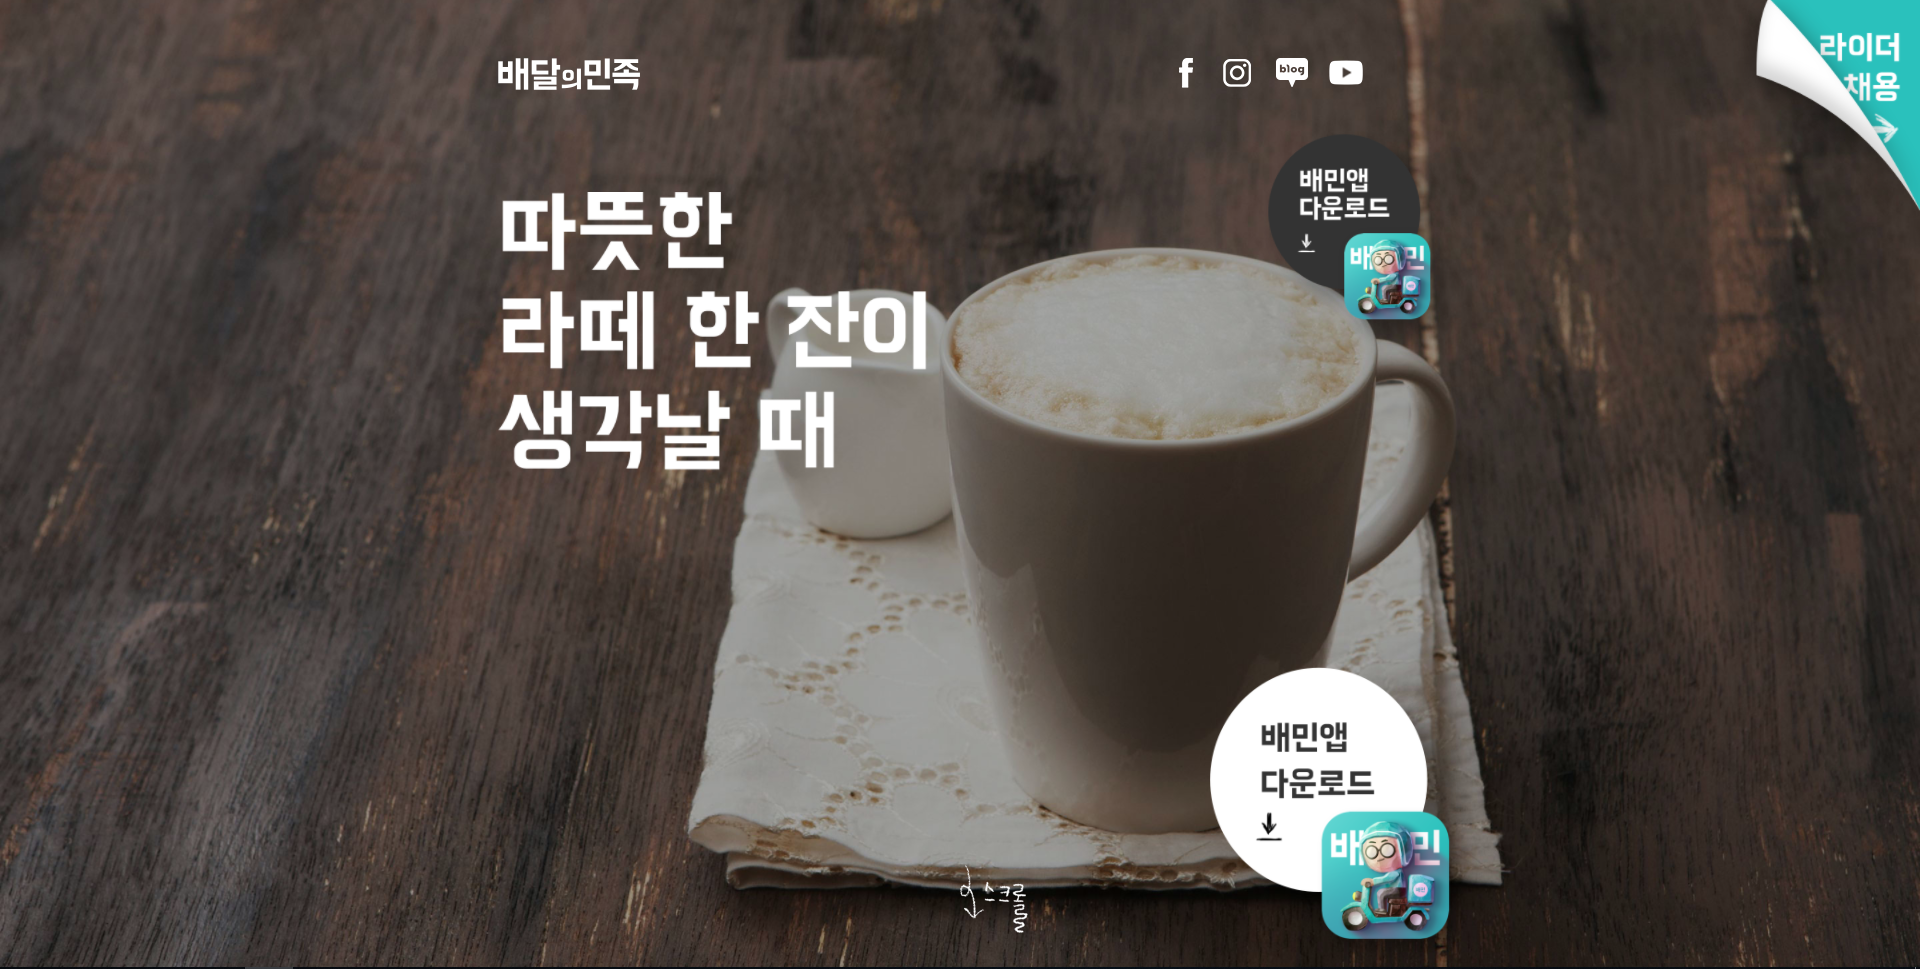 배달의민족
blog
라이더
채용
배민앱
다운로드
배민
따뜻한
라떼 한 잔이
생각날 때
배민앱
다운로드
배민
스크롤